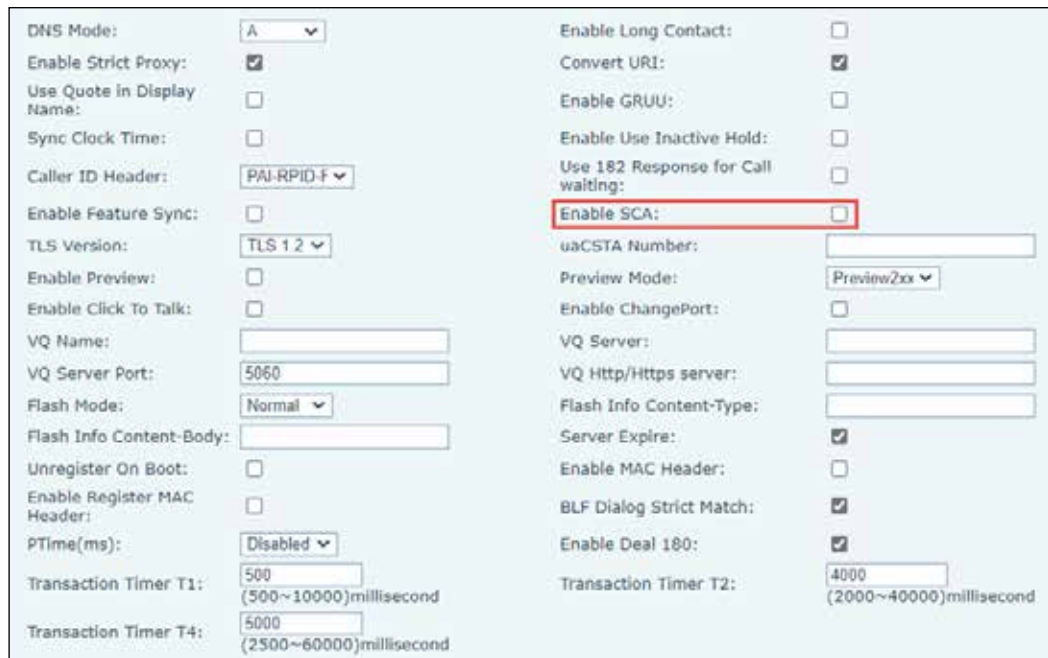 DNS Mode: A Enable Long Contact:
Enable Strict Proxy: Convert URI:
Use Quote in Display
Name:
Enable GRUU:
Sync Clock Time: Enable Use Inactive Hold:
Caller ID Header: PAI-RPID-F
Use 182 Response for Call
waiting:
Enable Feature Sync: Enable SCA:
TLS Version: TLS 1.2 uaCSTA Number:
Enable Preview: Preview Mode: Preview2xx
Enable Click To Talk: Enable ChangePort:
VQ Name: VQ Server:
VQ Server Port: 5060 VQ Http/Https server:
Flash Mode: Normal Flash Info Content-Type:
Flash Info Content-Body: Server Expire:
Unregister On Boot: Enable MAC Header:
Enable Register MAC
Header:
BLF Dialog Strict Match:
PTime(ms): Disabled Enable Deal 180:
Transaction Timer T1: 500
(500~10000)millisecond
Transaction Timer T2: 4000
(2000~40000)millisecond
Transaction Timer T4: 5000
(2500~60000)millisecond